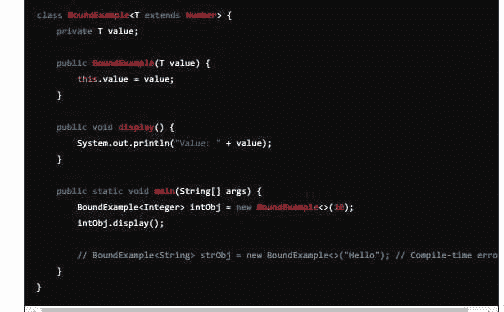 class BoundExample<T extends Number> {
private T value;
public BoundExample(T value) {
this.value = value;
}
public void display() {
System.out.println("Value: " + value);
}
public static void main(String[] args) {
BoundExample<Integer> intObj = new BoundExample<>(10);
intObj.display();
// BoundExample<String> strObj = new BoundExample<>("Hello"); // Compile-time erro
}
}